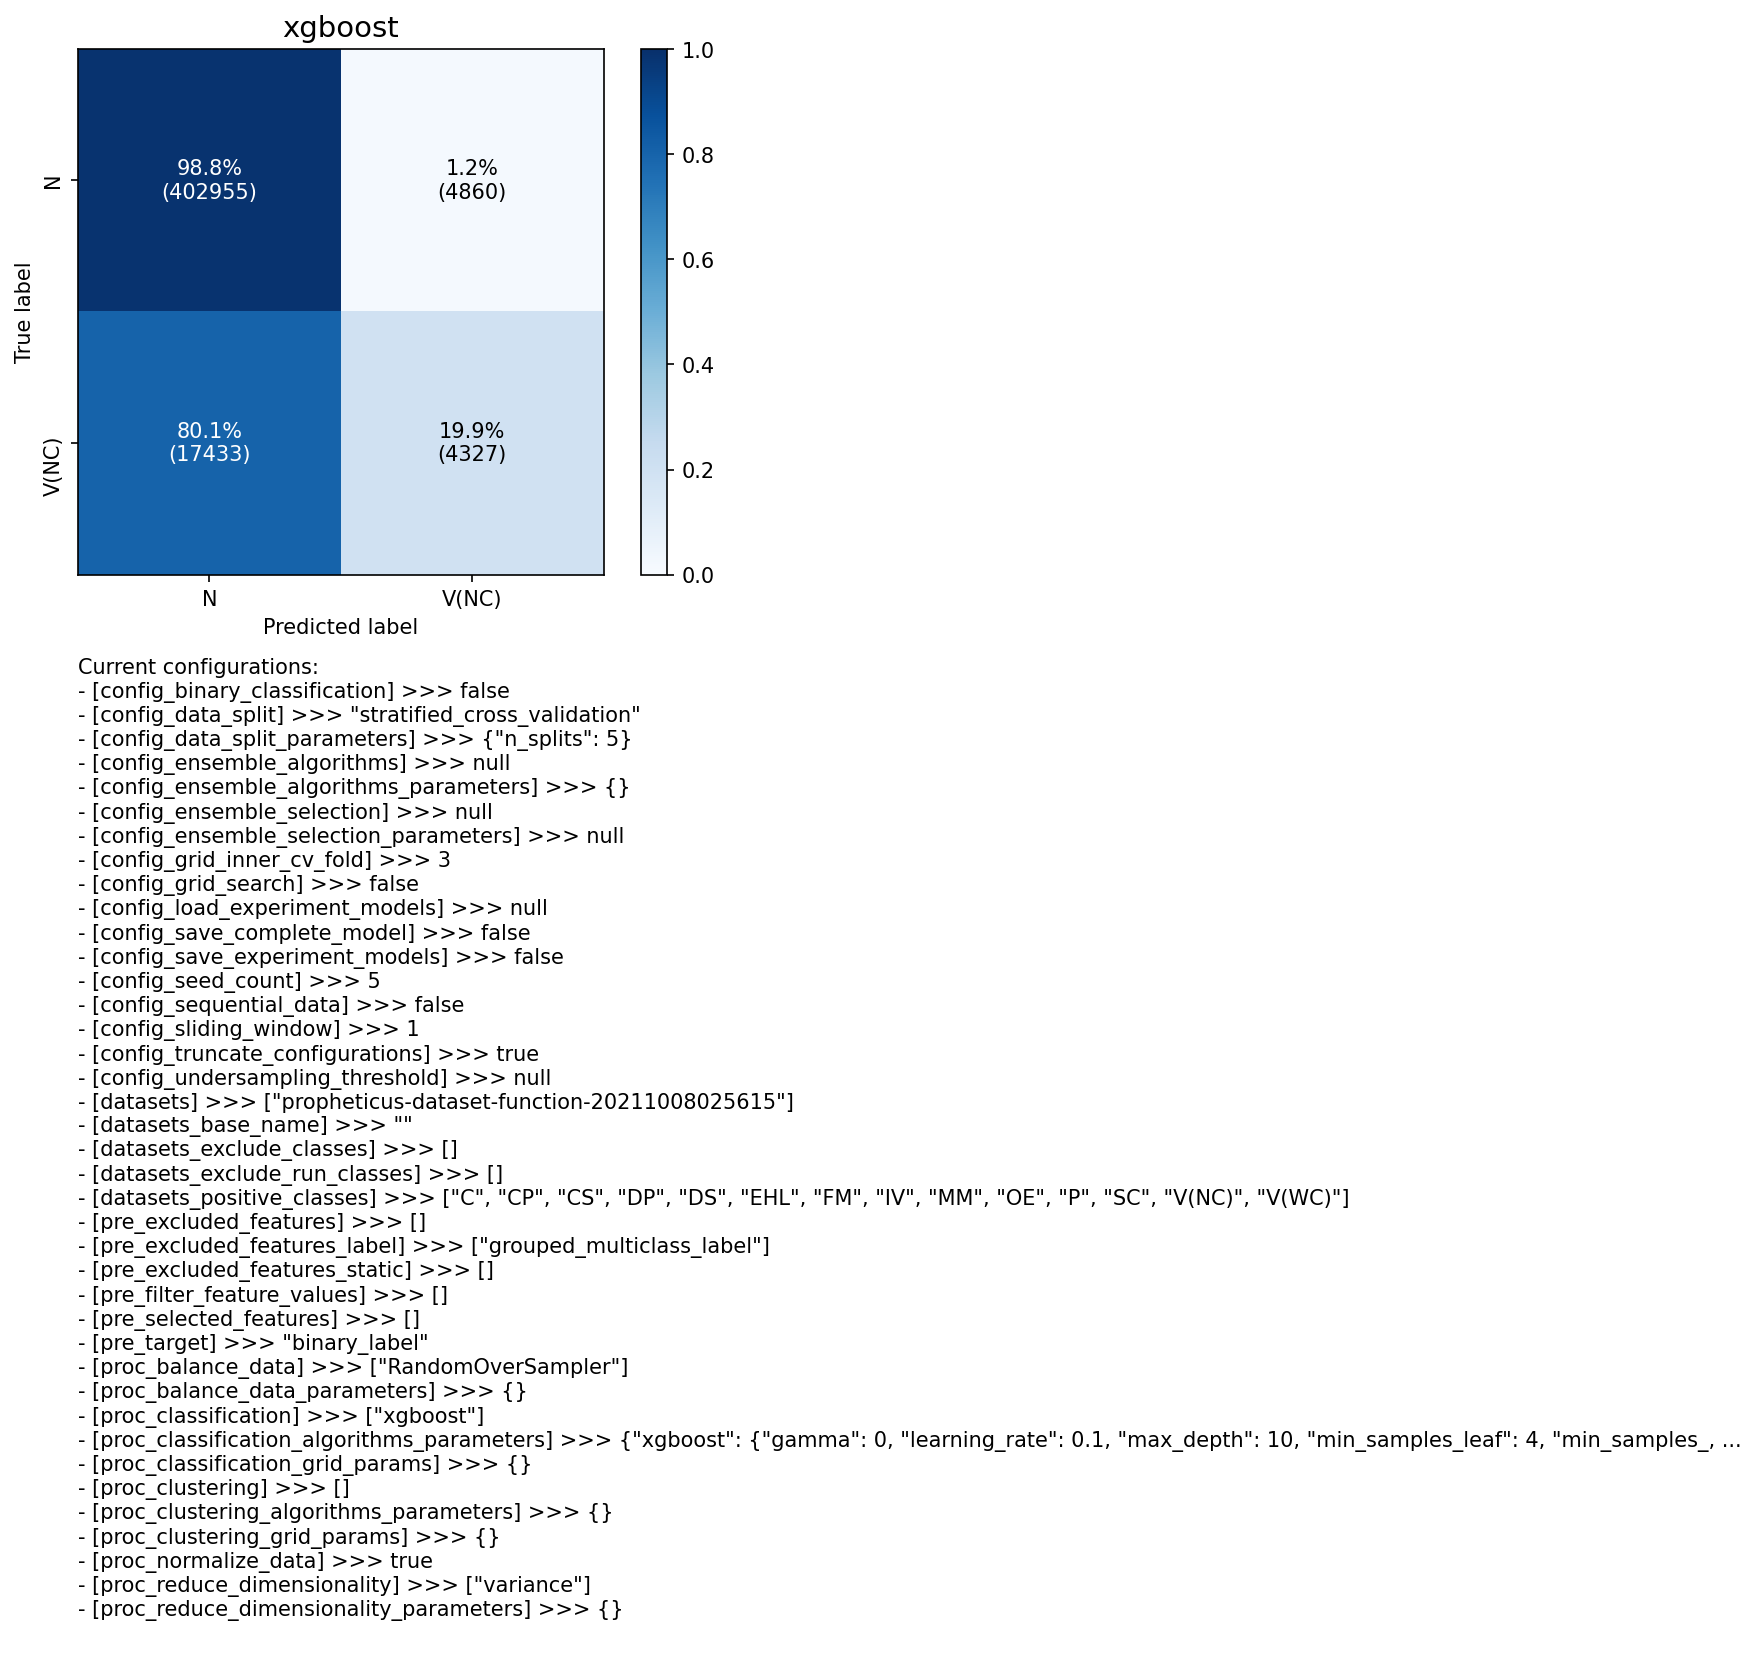 xgboost
1.0
98.8%
(402955)
1.2%
(4860)
0.8
N
0.6
True label
0.4
80.1%
(17433)
19.9%
(4327)
V(NC)
0.2
0.0
N
V(NC)
Predicted label
Current configurations:
- [config_binary_classification] >>> false
- [config_data_split] >>> "stratified_cross_validation"
- [config_data_split_parameters] >>> {"n_splits": 5}
- [config_ensemble_algorithms] >>> null
- [config_ensemble_algorithms_parameters] >>> {}
- [config_ensemble_selection] >>> null
- [config_ensemble_selection_parameters] >>> null
- [config_grid_inner_cv_fold] >>> 3
- [config_grid_search] >>> false
- [config_load_experiment_models] >>> null
- [config_save_complete_model] >>> false
- [config_save_experiment_models] >>> false
- [config_seed_count] >>> 5
- [config_sequential_data] >>> false
- [config_sliding_window] >>> 1
- [config_truncate_configurations] >>> true
- [config_undersampling_threshold] >>> null
- [datasets] >>> ["propheticus-dataset-function-20211008025615"]
- [datasets_base_name] >>> ""
- [datasets_exclude_classes] >>> []
- [datasets_exclude_run_classes] >>> []
- [datasets_positive_classes] >>> ["C", "CP", "CS", "DP", "DS", "EHL", "FM", "IV", "MM", "OE", "P", "SC", "V(NC)", "V(WC)"]
- [pre_excluded_features] >>> []
- [pre_excluded_features_label] >>> ["grouped_multiclass_label"]
- [pre_excluded_features_static] >>> []
- [pre_filter_feature_values] >>> []
- [pre_selected_features] >>> []
- [pre_target] >>> "binary_label"
- [proc_balance_data] >>> ["RandomOverSampler"]
- [proc_balance_data_parameters] >>> {}
- [proc_classification] >>> ["xgboost"]
- [proc_classification_algorithms_parameters] >>> {"xgboost": {"gamma": 0, "learning_rate": 0.1, "max_depth": 10, "min_samples_leaf": 4, "min_samples_, ...
- [proc_classification_grid_params] >>> {}
- [proc_clustering] >>> []
- [proc_clustering_algorithms_parameters] >>> {}
- [proc_clustering_grid_params] >>> {}
- [proc_normalize_data] >>> true
- [proc_reduce_dimensionality] >>> ["variance"]
- [proc_reduce_dimensionality_parameters] >>> {}